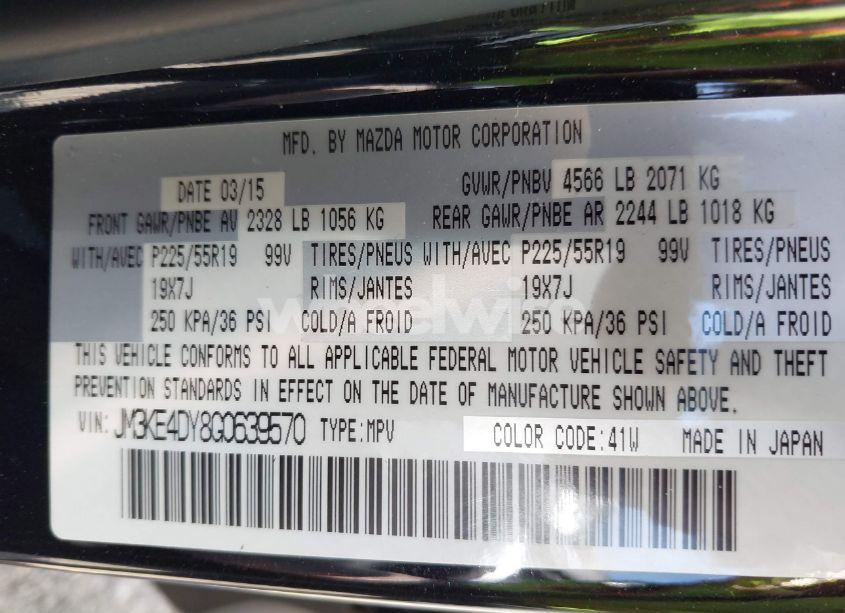 MFD. BY MAZDA MOTOR CORPORATION
DATE 03/15 GVWR/PNBV 4566 LB 2071 KG
FRONT GAWR/PNBE AV 2328 LB 1056 KG REAR GAWR/PNBE AR 2244 LB 1018 KG
WITH/AVEC P225/55R19 99V TIRES/PNEUS WITH/AVEC P225/55R19 99V TIRES/PNEUS
19X7J RIMS/JANTES 19X7J RIMS/JANTES
250 KPA/36 PSI COLD/A FROID 250 KPA/36 PSI COLD/A FROID
THIS VEHICLE CONFORMS TO ALL APPLICABLE FEDERAL MOTOR VEHICLE SAFETY AND THEFT
PREVENTION STANDARDS IN EFFECT ON THE DATE OF MANUFACTURE SHOWN ABOVE.
VIN: JM3KE4DY8G0639570 TYPE:MPV COLOR CODE:41W MADE IN JAPAN